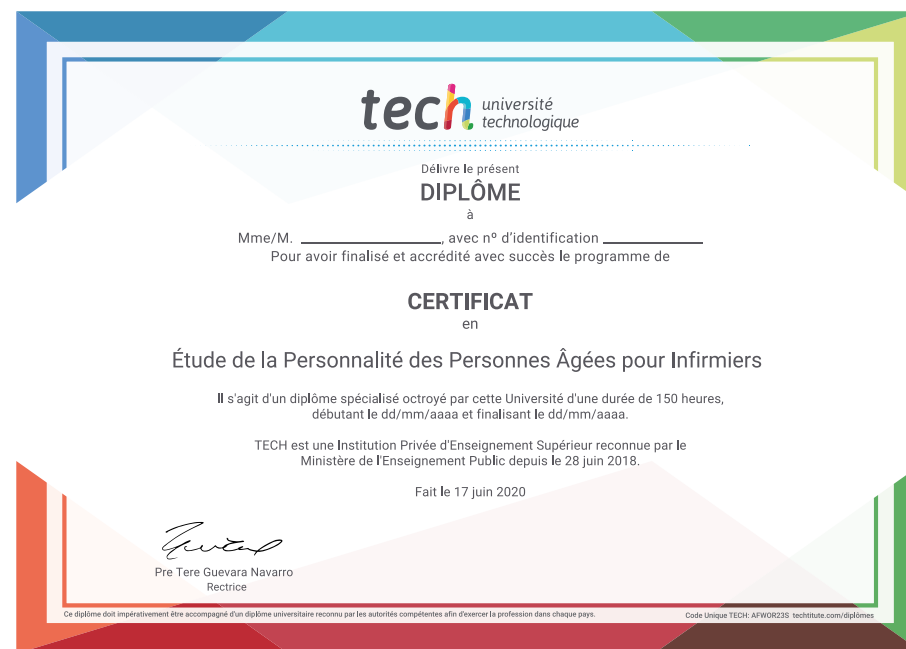 tech université
technologique
Délivre le présent
DIPLÔME
à
Mme/M. ____________________, avec nº d'identification ______________
Pour avoir finalisé et accrédité avec succès le programme de
CERTIFICAT
en
Étude de la Personnalité des Personnes Âgées pour Infirmiers
Il s'agit d'un diplôme spécialisé octroyé par cette Université d'une durée de 150 heures,
débutant le dd/mm/aaaa et finalisant le dd/mm/aaaa.
TECH est une Institution Privée d'Enseignement Supérieur reconnue par le
Ministère de l'Enseignement Public depuis le 28 juin 2018.
Fait le 17 juin 2020
Pre Tere Guevara Navarro
Rectrice
Ce diplôme doit impérativement être accompagné d'un diplôme universitaire reconnu par les autorités compétentes afin d'exercer la profession dans chaque pays.
Code Unique TECH: AFWOR23S techtitute.com/diplômes